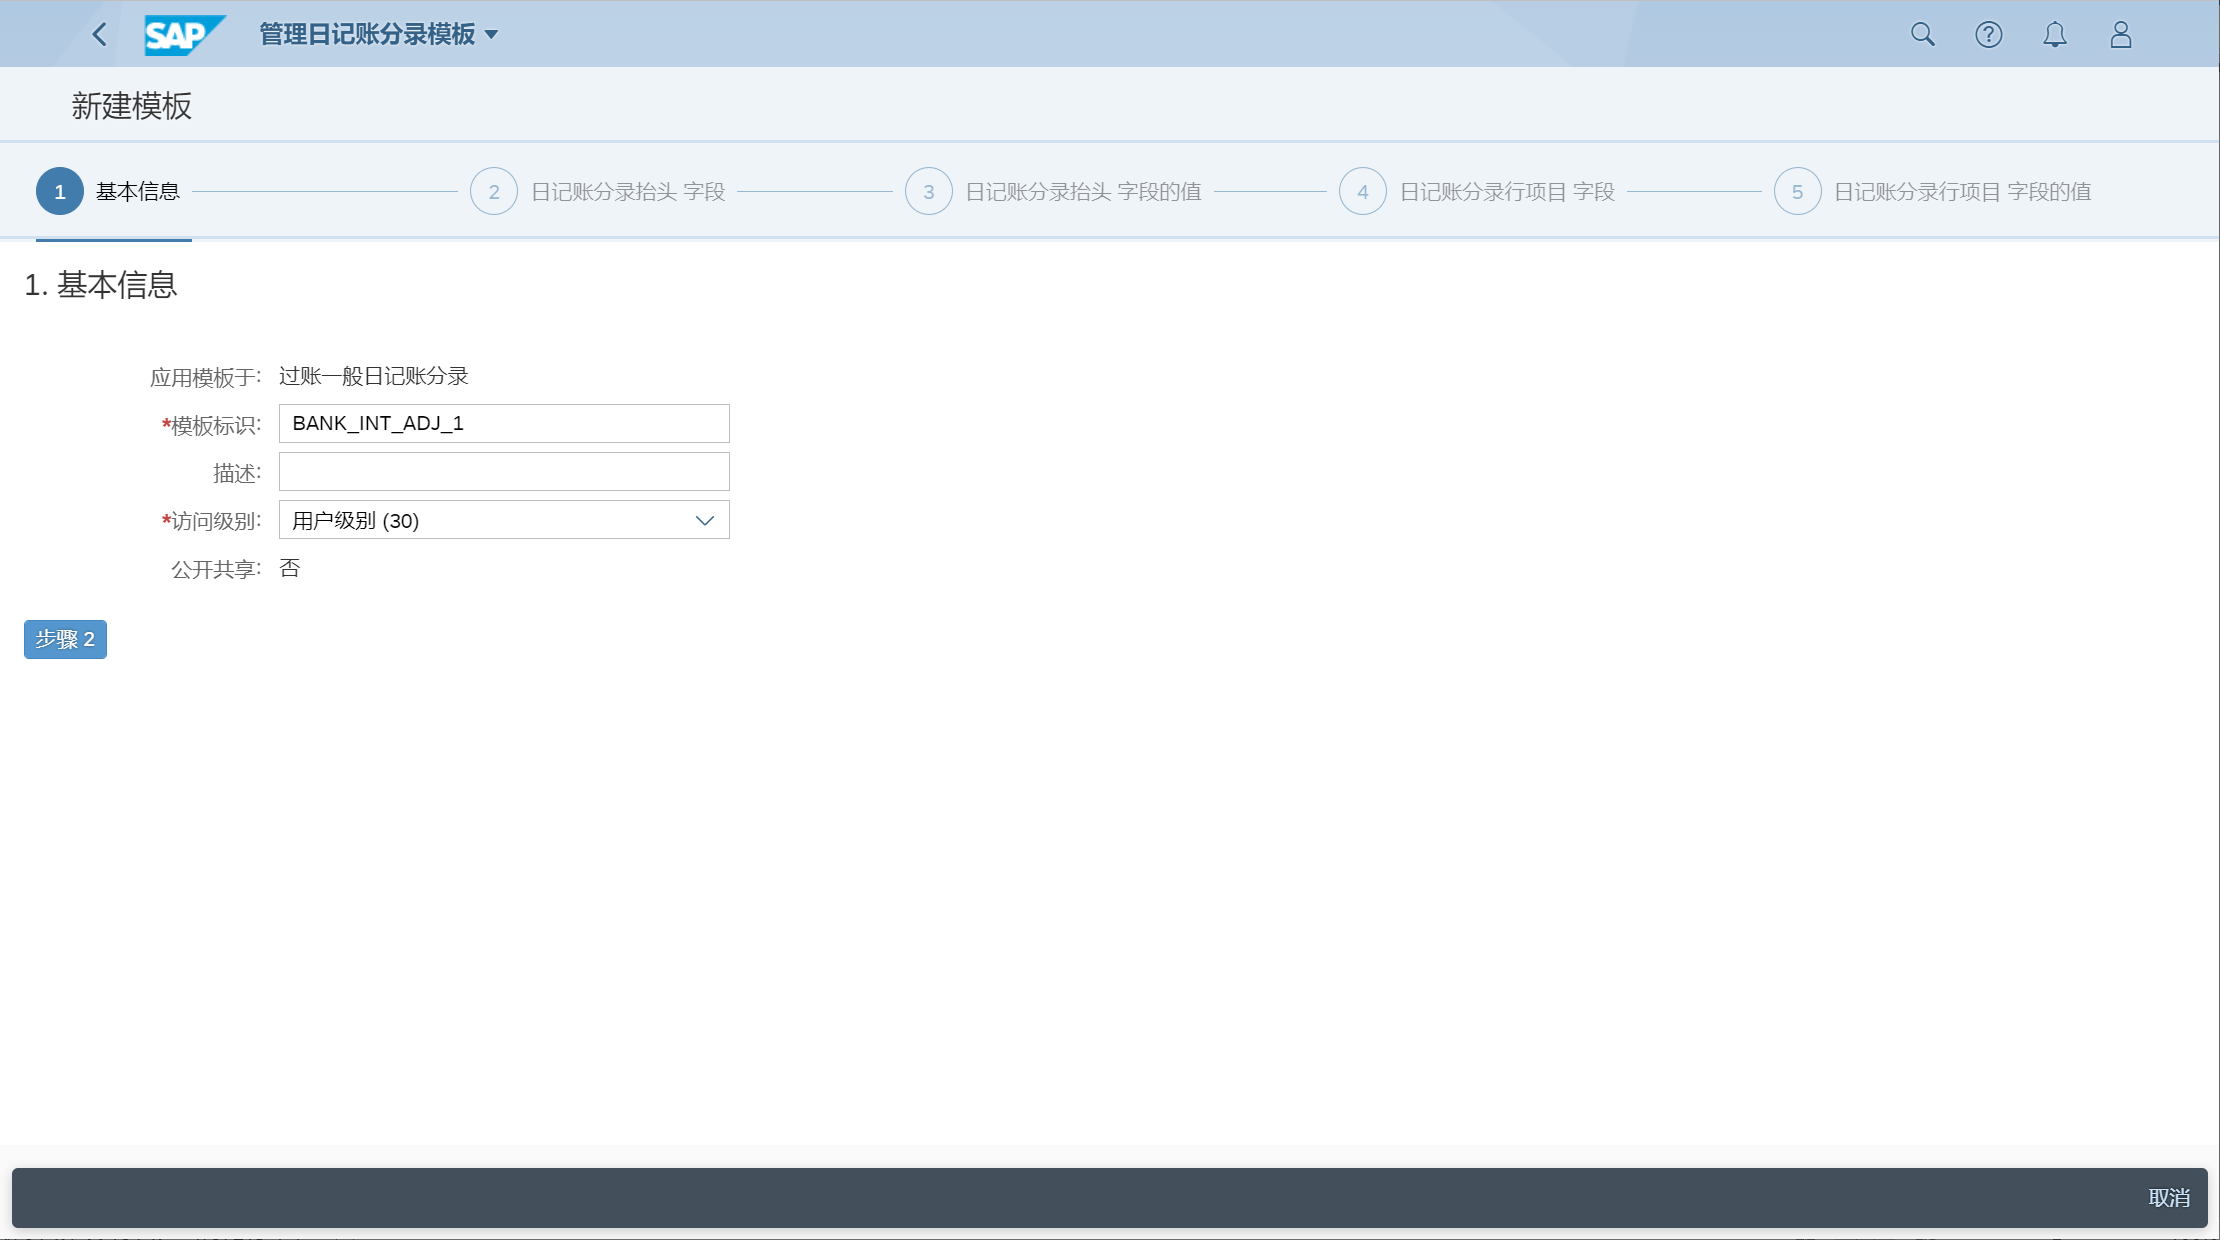 SAP 管理日记账分录模板
新建模板
1 基本信息 2 日记账分录抬头 字段 3 日记账分录抬头 字段的值 4 日记账分录行项目 字段 5 日记账分录行项目 字段的值
1. 基本信息
应用模板于: 过账一般日记账分录
*模板标识: BANK_INT_ADJ_1
描述:
*访问级别: 用户级别 (30)
公开共享: 否
步骤 2
取消